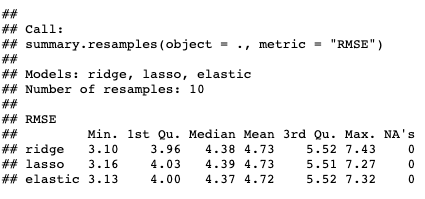 ##
## Call:
## summary.resamples(object = ., metric = "RMSE")
##
## Models: ridge, lasso, elastic
## Number of resamples: 10
##
## RMSE
##         Min. 1st Qu. Median Mean 3rd Qu. Max. NA's
## ridge   3.10    3.96   4.38 4.73    5.52 7.43    0
## lasso   3.16    4.03   4.39 4.73    5.51 7.27    0
## elastic 3.13    4.00   4.37 4.72    5.52 7.32    0